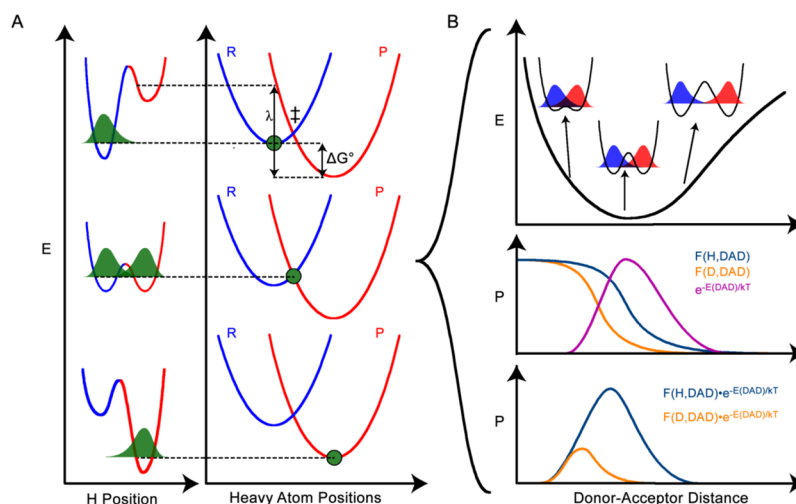 A
R
P
λ
‡
ΔG°
E
R
P
R
P
H Position
Heavy Atom Positions
B
E
F(H,DAD)
F(D,DAD)
e-E(DAD)/kT
P
F(H,DAD)•e-E(DAD)/kT
F(D,DAD)•e-E(DAD)/kT
P
Donor-Acceptor Distance